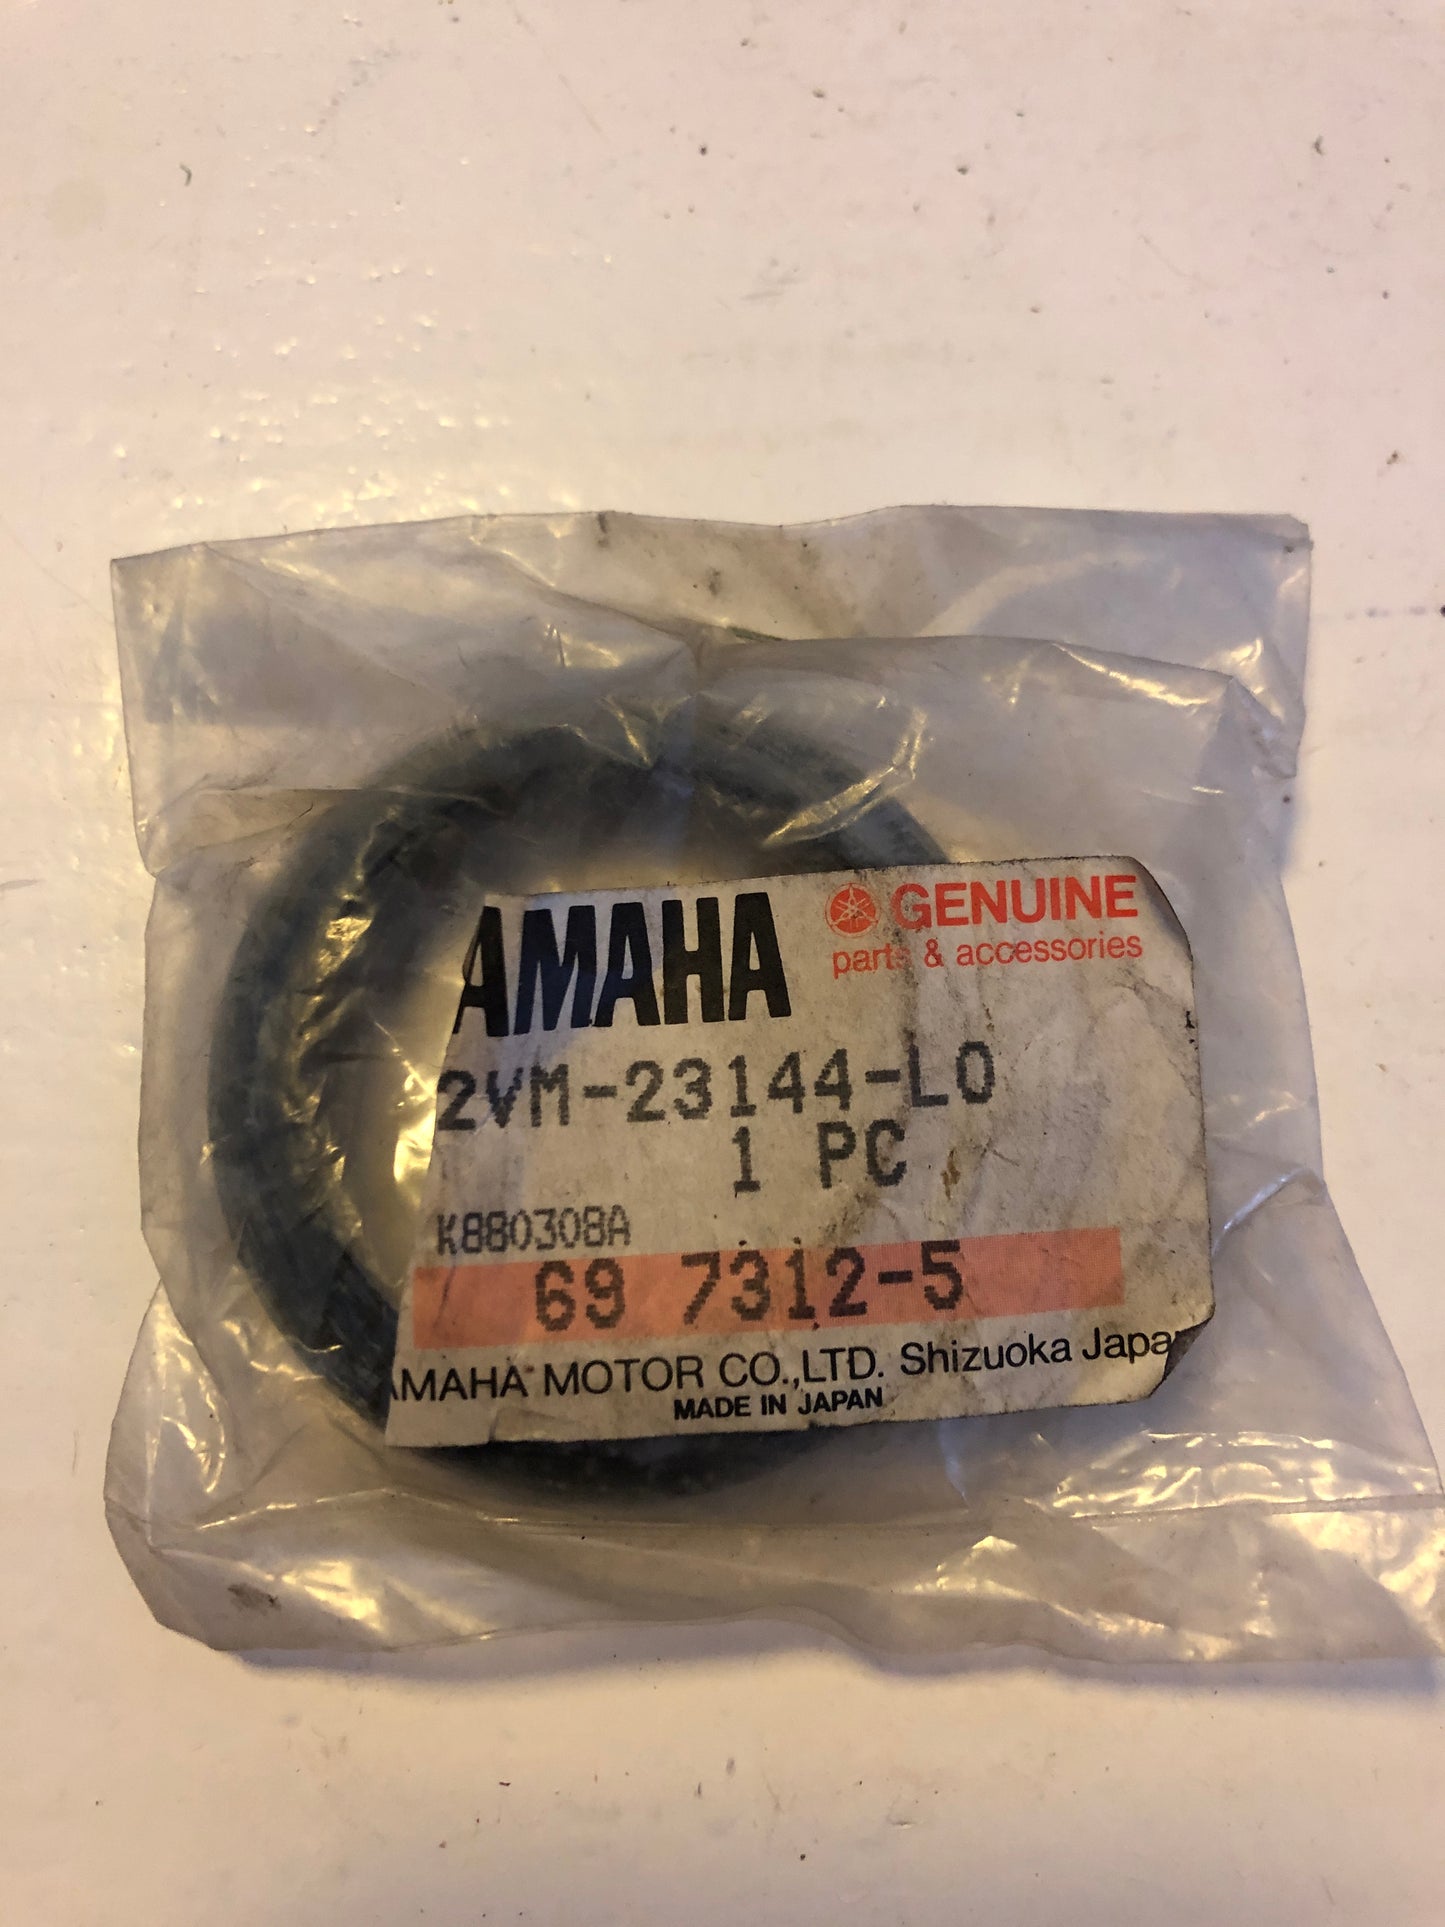 AMAHA
GENUINE
parts & accessories
2VM-23144-L0
1 PC
K880308A
69 7312-5
AMAHA MOTOR CO.,LTD. Shizuoka Japa
MADE IN JAPAN